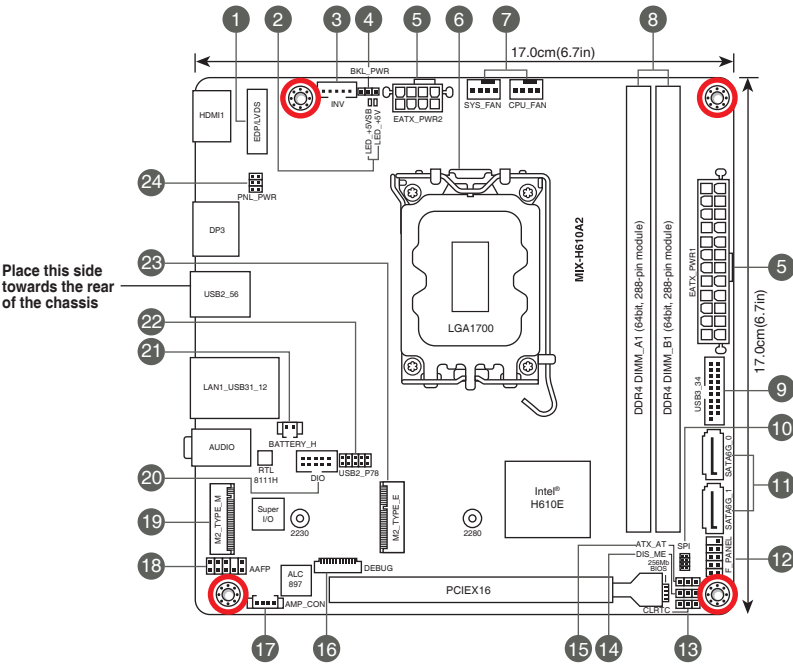 1
2
3
4
5
6
7
8
17.0cm(6.7in)
BKL_PWR
HDMI1
EDP/LVDS
INV
LED_+5VSB
LED_+5V
EATX_PWR2
SYS_FAN
CPU_FAN
24
PNL_PWR
DP3
MIX-H610A2
DDR4 DIMM_A1 (64bit, 288-pin module)
DDR4 DIMM_B1 (64bit, 288-pin module)
EATX_PWR1
5
17.0cm(6.7in)
Place this side
towards the rear
of the chassis
23
USB2_56
LGA1700
22
21
LAN1_USB31_12
USB3_34
9
10
AUDIO
BATTERY_H
RTL
8111H
DIO
USB2_P78
20
SATA6G_0
SATA6G_1
11
19
M2_TYPE_M
Super
I/O
2230
M2_TYPE_E
2280
Intel®
H610E
ATX_AT
DIS_ME
256Mb
BIOS
SPI
F_PANEL
12
18
AAFP
ALC
897
DEBUG
PCIEX16
AMP_CON
CLRTC
17
16
15
14
13